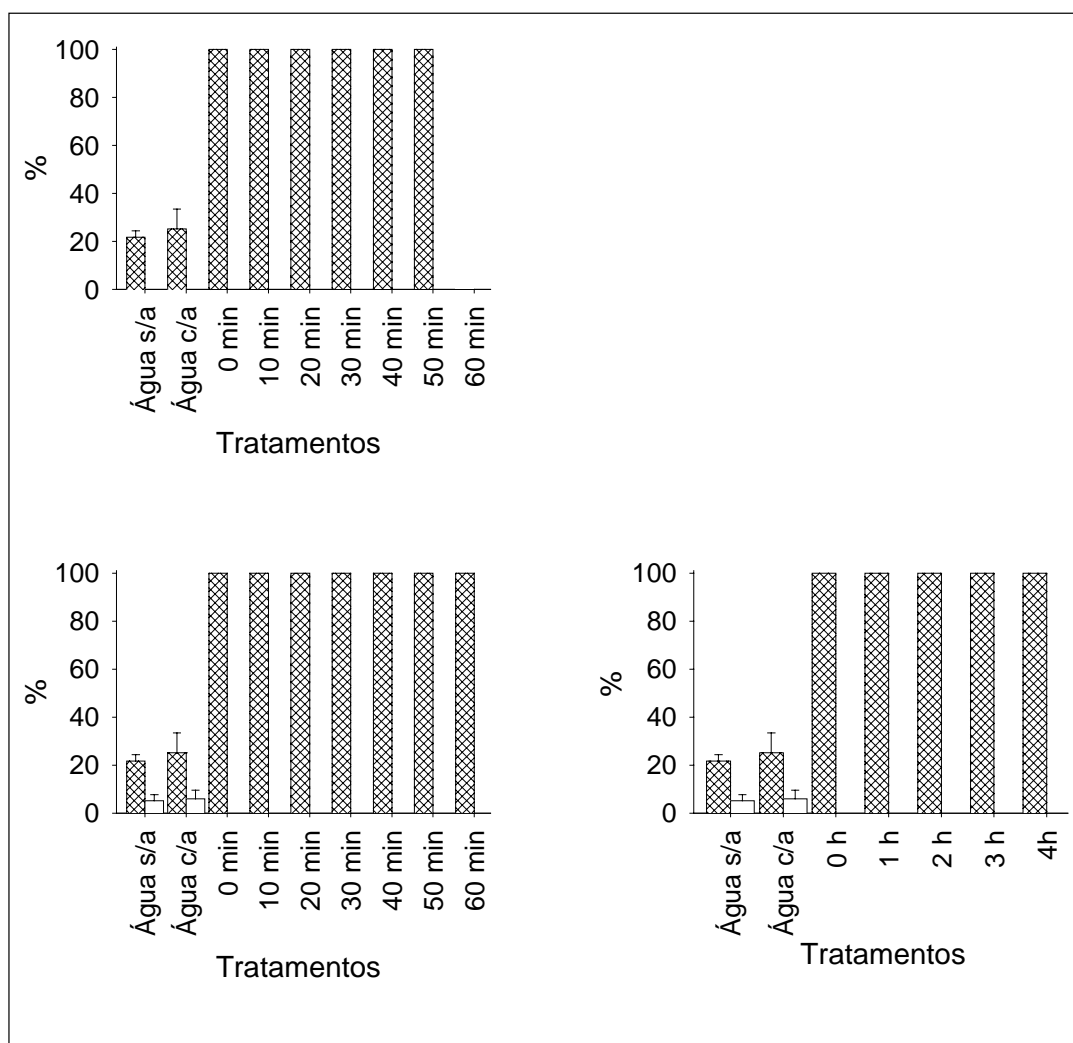 100
80
60
%
40
20
0
Água s/a
Água c/a
0 min
10 min
20 min
30 min
40 min
50 min
60 min
Tratamentos
100
80
60
%
40
20
0
Água s/a
Água c/a
0 min
10 min
20 min
30 min
40 min
50 min
60 min
Tratamentos
100
80
60
%
40
20
0
Água s/a
Água c/a
0 h
1 h
2 h
3 h
4h
Tratamentos